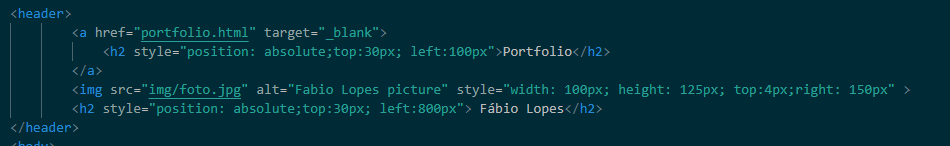 <header>
<a href="portfolio.html" target="_blank">
<h2 style="position: absolute;top:30px; left:100px">Portfolio</h2>
</a>
<img src="img/foto.jpg" alt="Fabio Lopes picture" style="width: 100px; height: 125px; top:4px;right: 150px" >
<h2 style="position: absolute;top:30px; left:800px"> Fábio Lopes</h2>
</header>
<body>